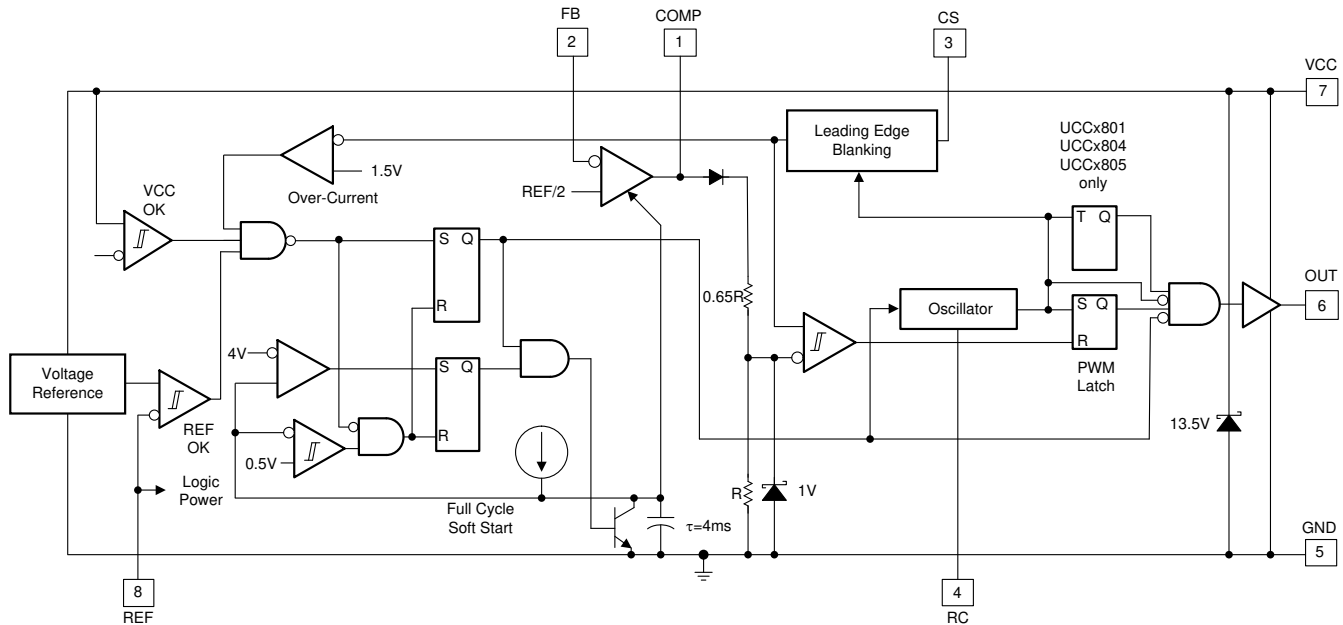 FB
COMP
CS
2
1
3
VCC
7
Leading Edge
Blanking
UCCx801
UCCx804
UCCx805
only
1.5V
Over-Current
VCC
OK
REF/2
T Q
S Q
R
0.65R
Oscillator
S Q
R
PWM
Latch
OUT
6
4V
S Q
R
Voltage
Reference
REF
OK
0.5V
13.5V
Logic
Power
Full Cycle
Soft Start
R
1V
τ=4ms
GND
5
8
REF
4
RC